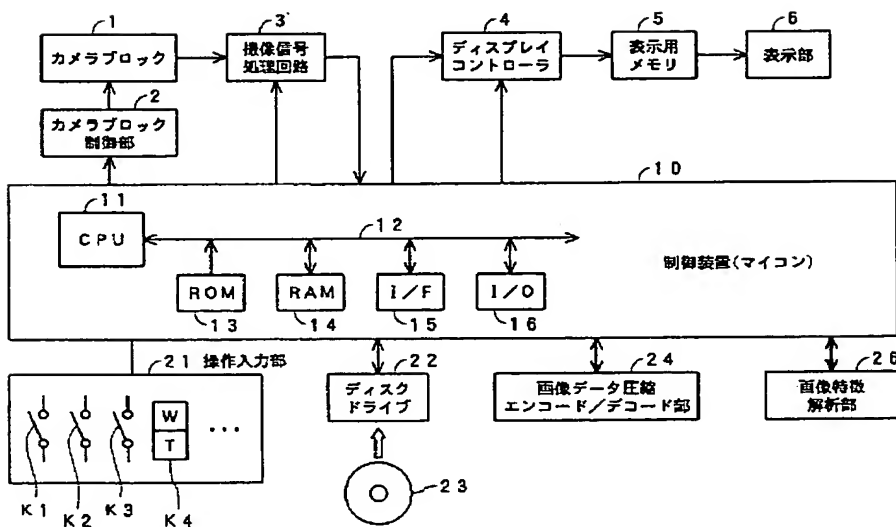 1
カメラブロック
2
カメラブロック
制御部
3
撮像信号
処理回路
4
ディスプレイ
コントローラ
5
表示用
メモリ
6
表示部
10
制御装置(マイコン)
11
CPU
12
ROM
13
RAM
14
I/F
15
I/O
16
21 操作入力部
W
T
...
K1
K2
K3
K4
22
ディスク
ドライブ
23
24
画像データ圧縮
エンコード/デコード部
26
画像特徴
解析部